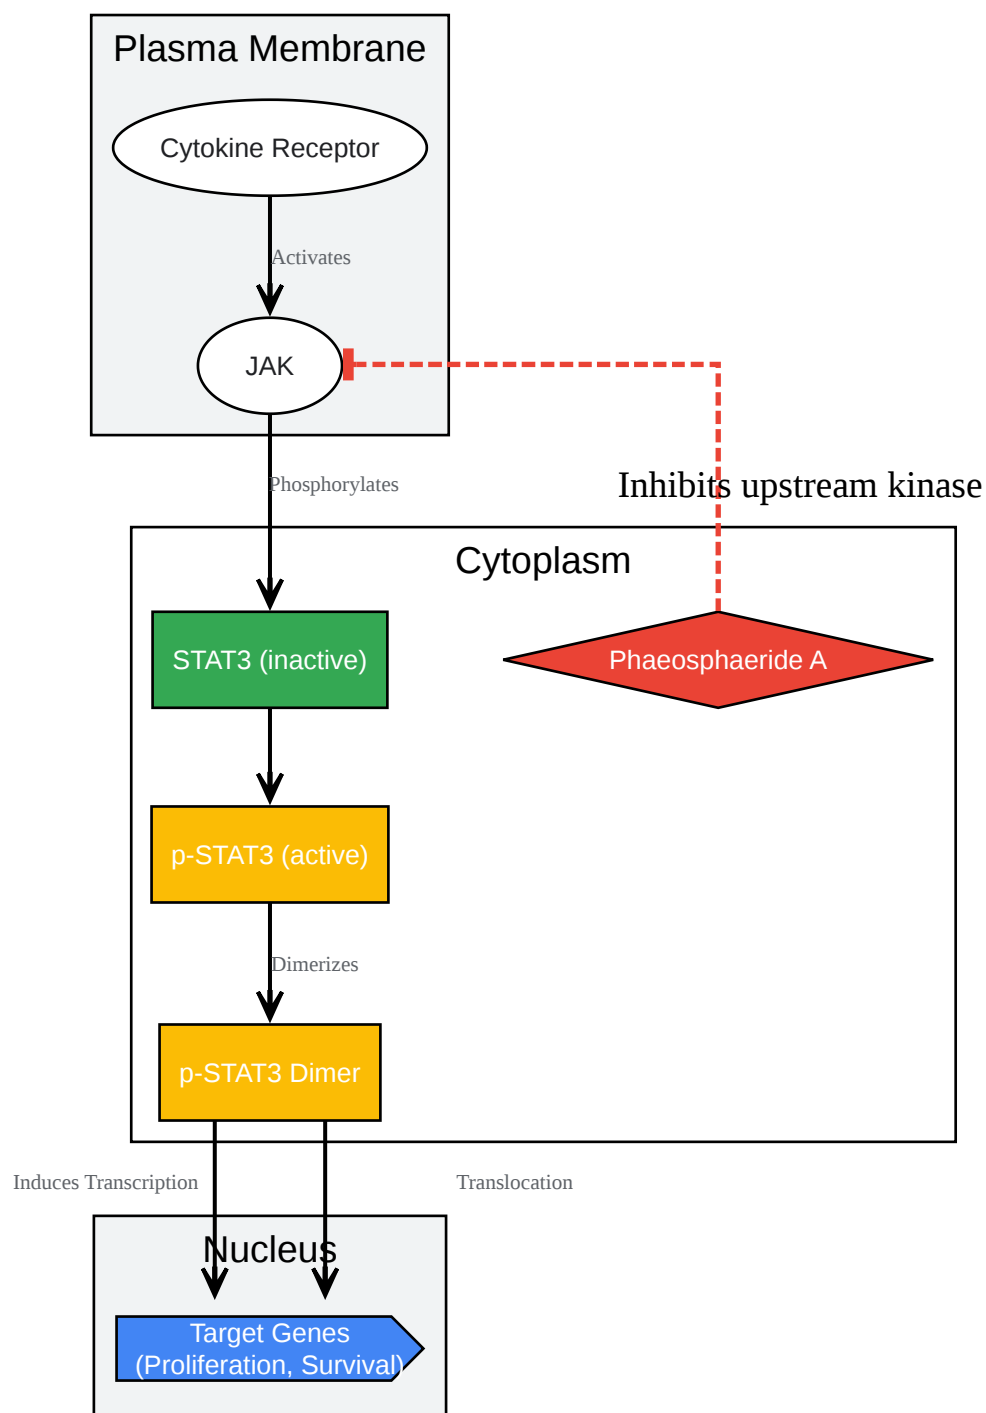 Plasma Membrane
Cytokine Receptor
Activates
JAK
Phosphorylates
Inhibits upstream kinase
Cytoplasm
STAT3 (inactive)
Phaeosphaeride A
p-STAT3 (active)
Dimerizes
p-STAT3 Dimer
Induces Transcription
Translocation
Nucleus
Target Genes
(Proliferation, Survival)